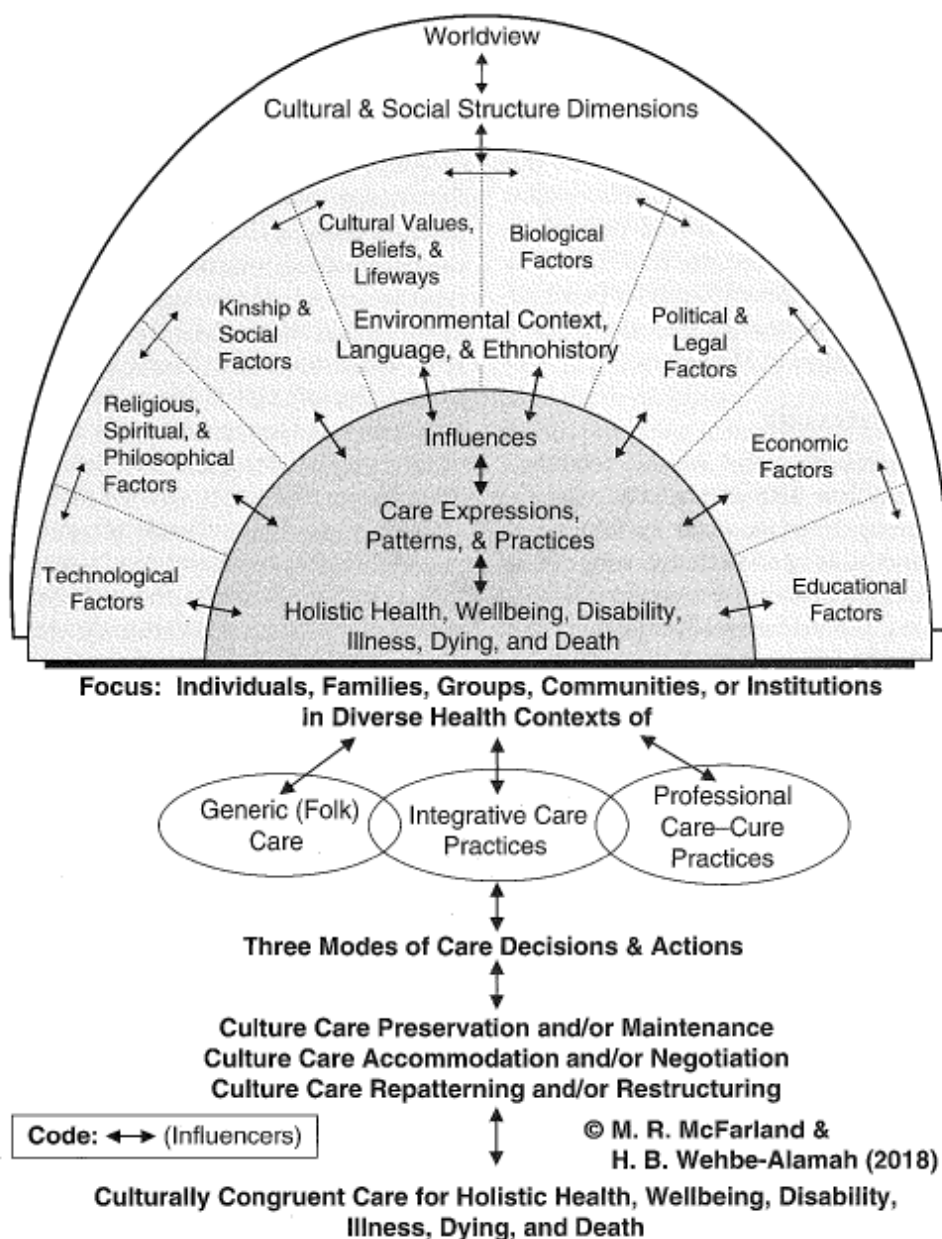 Worldview
Cultural & Social Structure Dimensions
Cultural Values,
Beliefs, &
Lifeways
Biological
Factors
Kinship &
Social
Factors
Environmental Context,
Language, & Ethnohistory
Political &
Legal
Factors
Religious,
Spiritual, &
Philosophical
Factors
Influences
Economic
Factors
Care Expressions,
Patterns, & Practices
Technological
Factors
Holistic Health, Wellbeing, Disability,
Illness, Dying, and Death
Educational
Factors
Focus: Individuals, Families, Groups, Communities, or Institutions
in Diverse Health Contexts of
Generic (Folk)
Care
Integrative Care
Practices
Professional
Care–Cure
Practices
Three Modes of Care Decisions & Actions
Culture Care Preservation and/or Maintenance
Culture Care Accommodation and/or Negotiation
Culture Care Repatterning and/or Restructuring
Code: ↔ (Influencers)
© M. R. McFarland &
H. B. Wehbe-Alamah (2018)
Culturally Congruent Care for Holistic Health, Wellbeing, Disability,
Illness, Dying, and Death